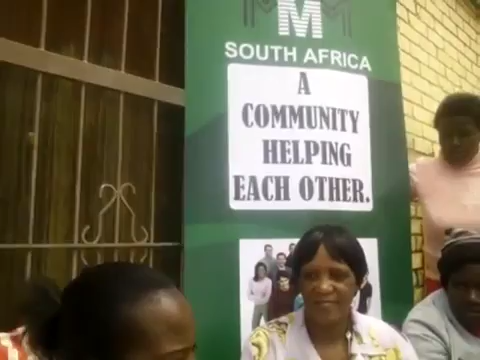 M
SOUTH AFRICA
A
COMMUNITY
HELPING
EACH OTHER.